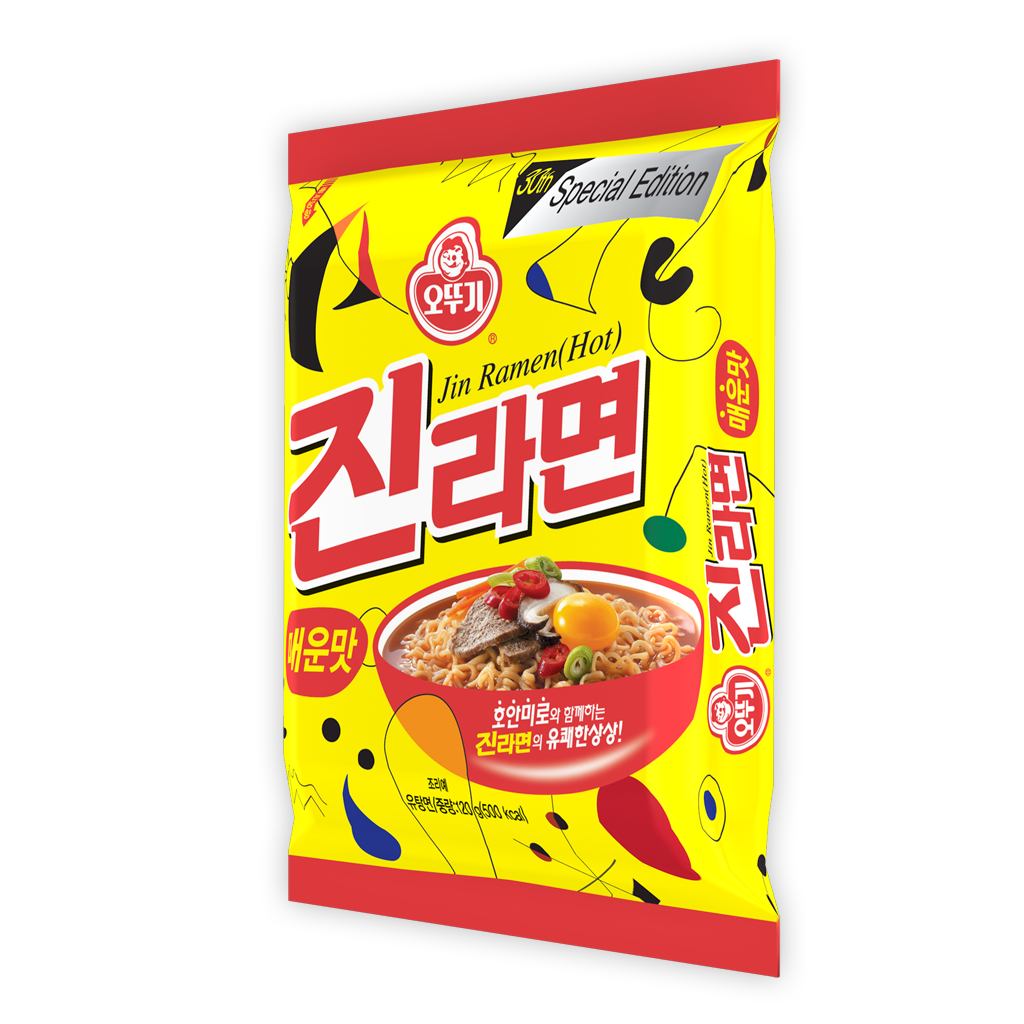 30th Special Edition
오뚜기
®
Jin Ramen(Hot)
진라면
매운맛
호안미로와 함께하는
진라면의 유쾌한상상!
조리예
유탕면(중량:120g(500 kcal)
매운맛
Jin Ramen(Hot)
진라면
오뚜기
®